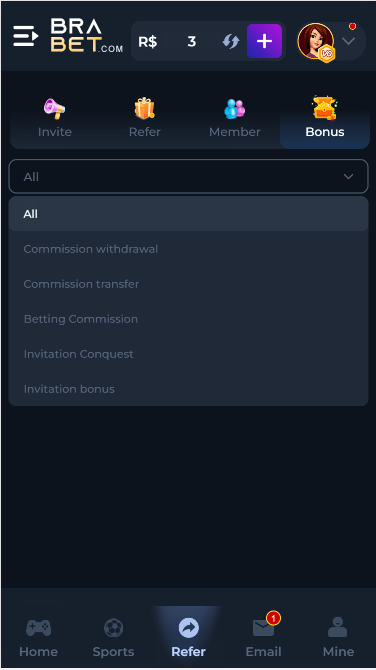 BRA
BET.COM
R$ 3
V0
Invite Refer Member Bonus
All
All
Commission withdrawal
Commission transfer
Betting Commission
Invitation Conquest
Invitation bonus
1
Home Sports Refer Email Mine